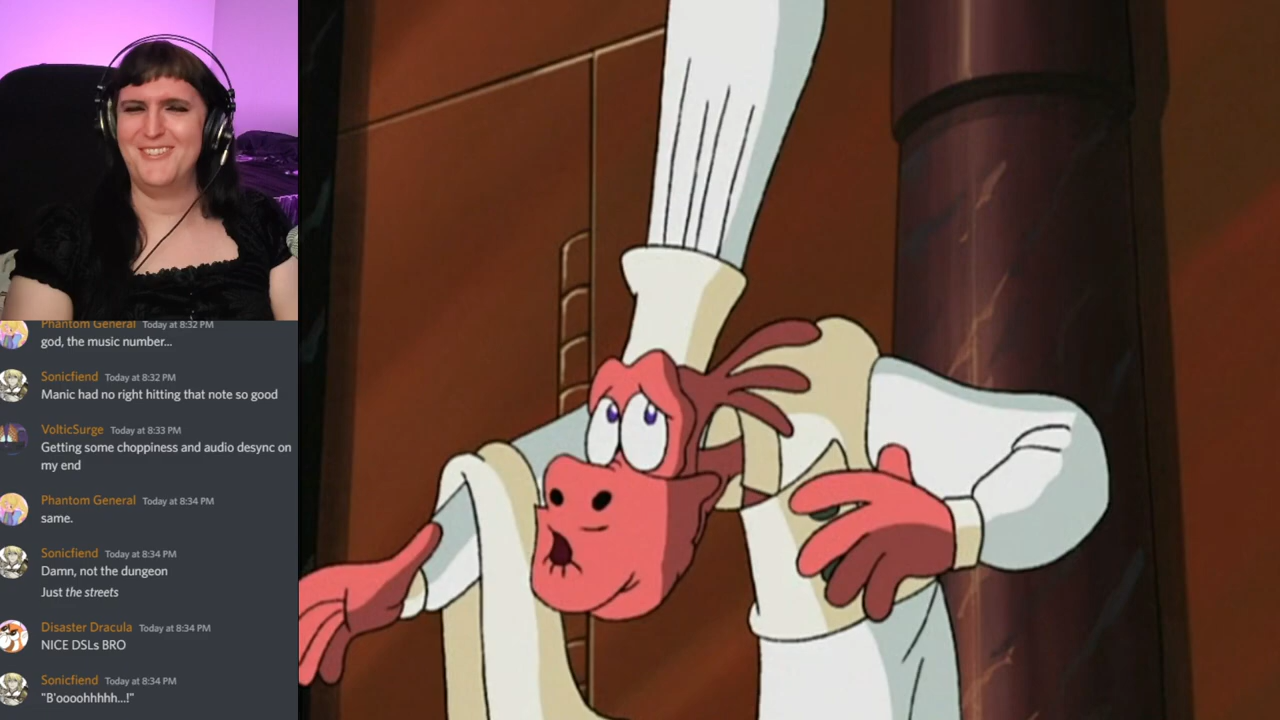 Phantom General Today at 8:32 PM
god, the music number...
Sonicfiend Today at 8:32 PM
Manic had no right hitting that note so good
VolticSurge Today at 8:33 PM
Getting some choppiness and audio desync on
my end
Phantom General Today at 8:34 PM
same.
Sonicfiend Today at 8:34 PM
Damn, not the dungeon
Just the streets
Disaster Dracula Today at 8:34 PM
NICE DSLs BRO
Sonicfiend Today at 8:34 PM
"B'oooohhhhh...!"